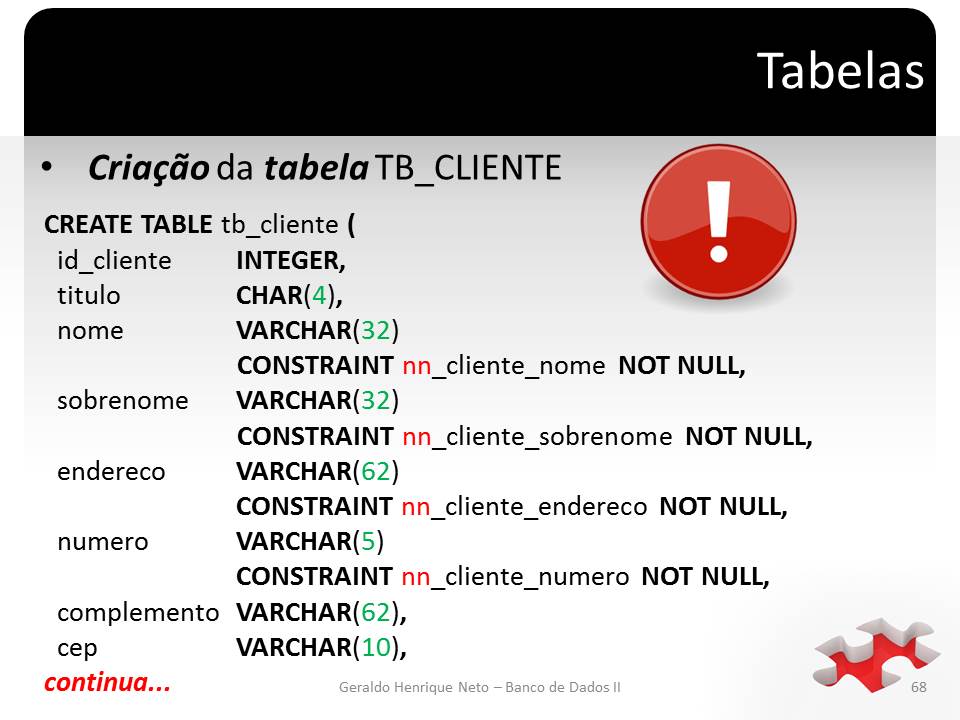 Tabelas
• Criação da tabela TB_CLIENTE
CREATE TABLE tb_cliente (
id_cliente INTEGER,
titulo CHAR(4),
nome VARCHAR(32)
CONSTRAINT nn_cliente_nome NOT NULL,
sobrenome VARCHAR(32)
CONSTRAINT nn_cliente_sobrenome NOT NULL,
endereco VARCHAR(62)
CONSTRAINT nn_cliente_endereco NOT NULL,
numero VARCHAR(5)
CONSTRAINT nn_cliente_numero NOT NULL,
complemento VARCHAR(62),
cep VARCHAR(10),
continua...
Geraldo Henrique Neto – Banco de Dados II 68